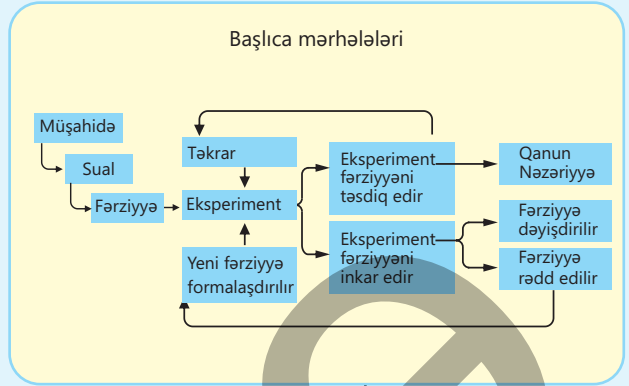 Başlıca mərhələləri
Müşahidə
Sual
Fərziyyə
Təkrar
Eksperiment
Yeni fərziyyə
formalaşdırılır
Eksperiment
fərziyyəni
təsdiq edir
Eksperiment
fərziyyəni
inkar edir
Qanun
Nəzəriyyə
Fərziyyə
dəyişdirilir
Fərziyyə
rədd edilir